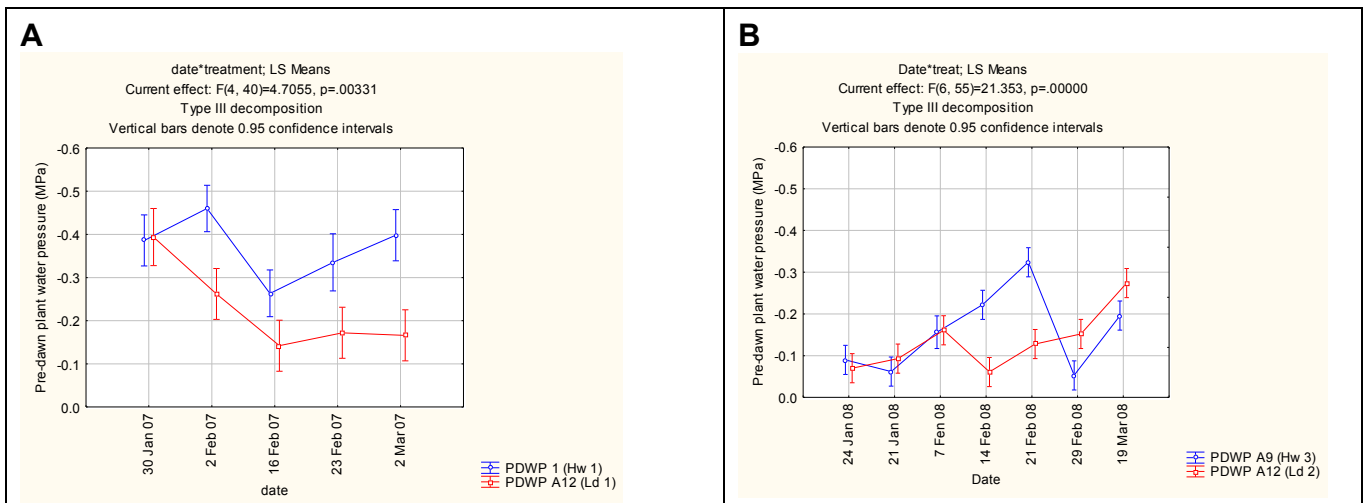 A
date*treatment; LS Means
Current effect: F(4, 40)=4.7055, p=.00331
Type III decomposition
Vertical bars denote 0.95 confidence intervals
-0.6
-0.5
-0.4
-0.3
-0.2
-0.1
0.0
Pre-dawn plant water pressure (MPa)
30 Jan 07
2 Feb 07
16 Feb 07
23 Feb 07
2 Mar 07
date
PDWP 1 (Hw 1)
PDWP A12 (Ld 1)
B
Date*treat; LS Means
Current effect: F(6, 55)=21.353, p=.00000
Type III decomposition
Vertical bars denote 0.95 confidence intervals
-0.6
-0.5
-0.4
-0.3
-0.2
-0.1
0.0
Pre-dawn plant water pressure (MPa)
24 Jan 08
21 Jan 08
7 Fen 08
14 Feb 08
21 Feb 08
29 Feb 08
19 Mar 08
Date
PDWP A9 (Hw 3)
PDWP A12 (Ld 2)